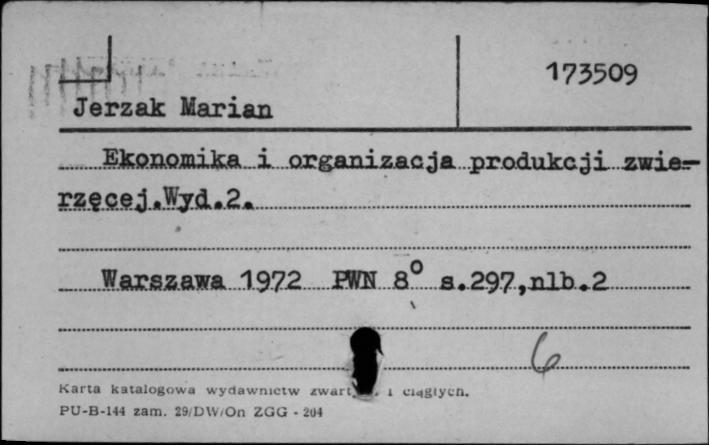 173509
Jerzak Marian
Ekonomika i organizacja produkcji zwie-
rzęcej.Wyd.2.
Warszawa 1972 PWN 8° s.297,nlb.2
6
Karta katalogowa wydawnictw i ciągłych.
PU-B-144 zam. 29/DW/On ZGG - 204